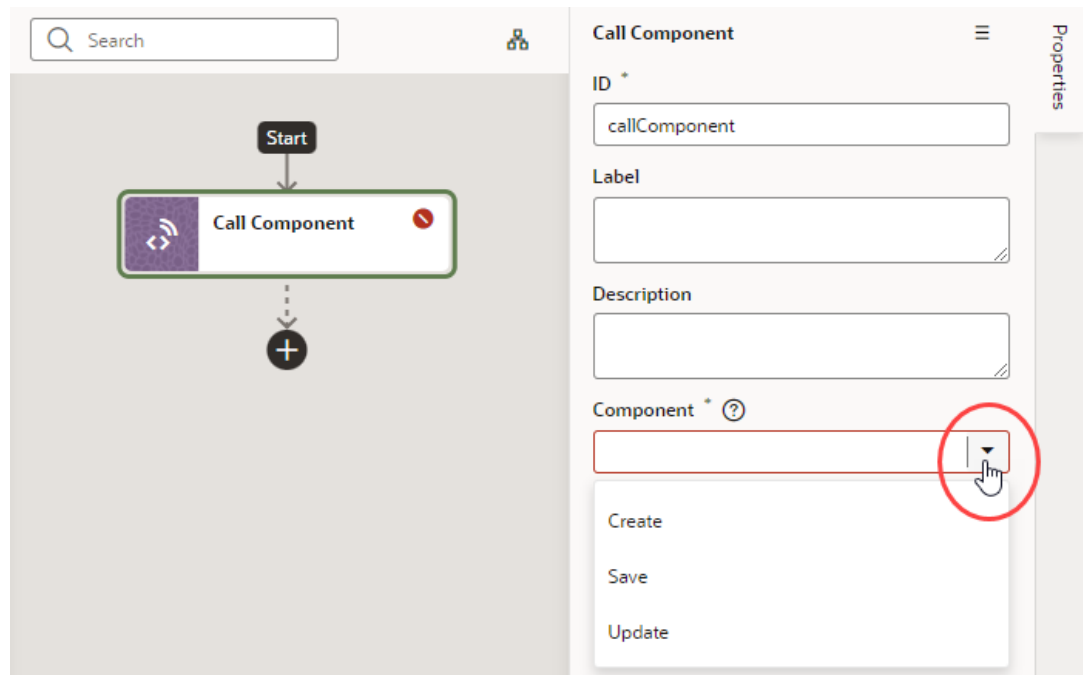 Search
Start
Call Component
Call Component
ID *
callComponent
Label
Description
Component * ?
Create
Save
Update
Properties